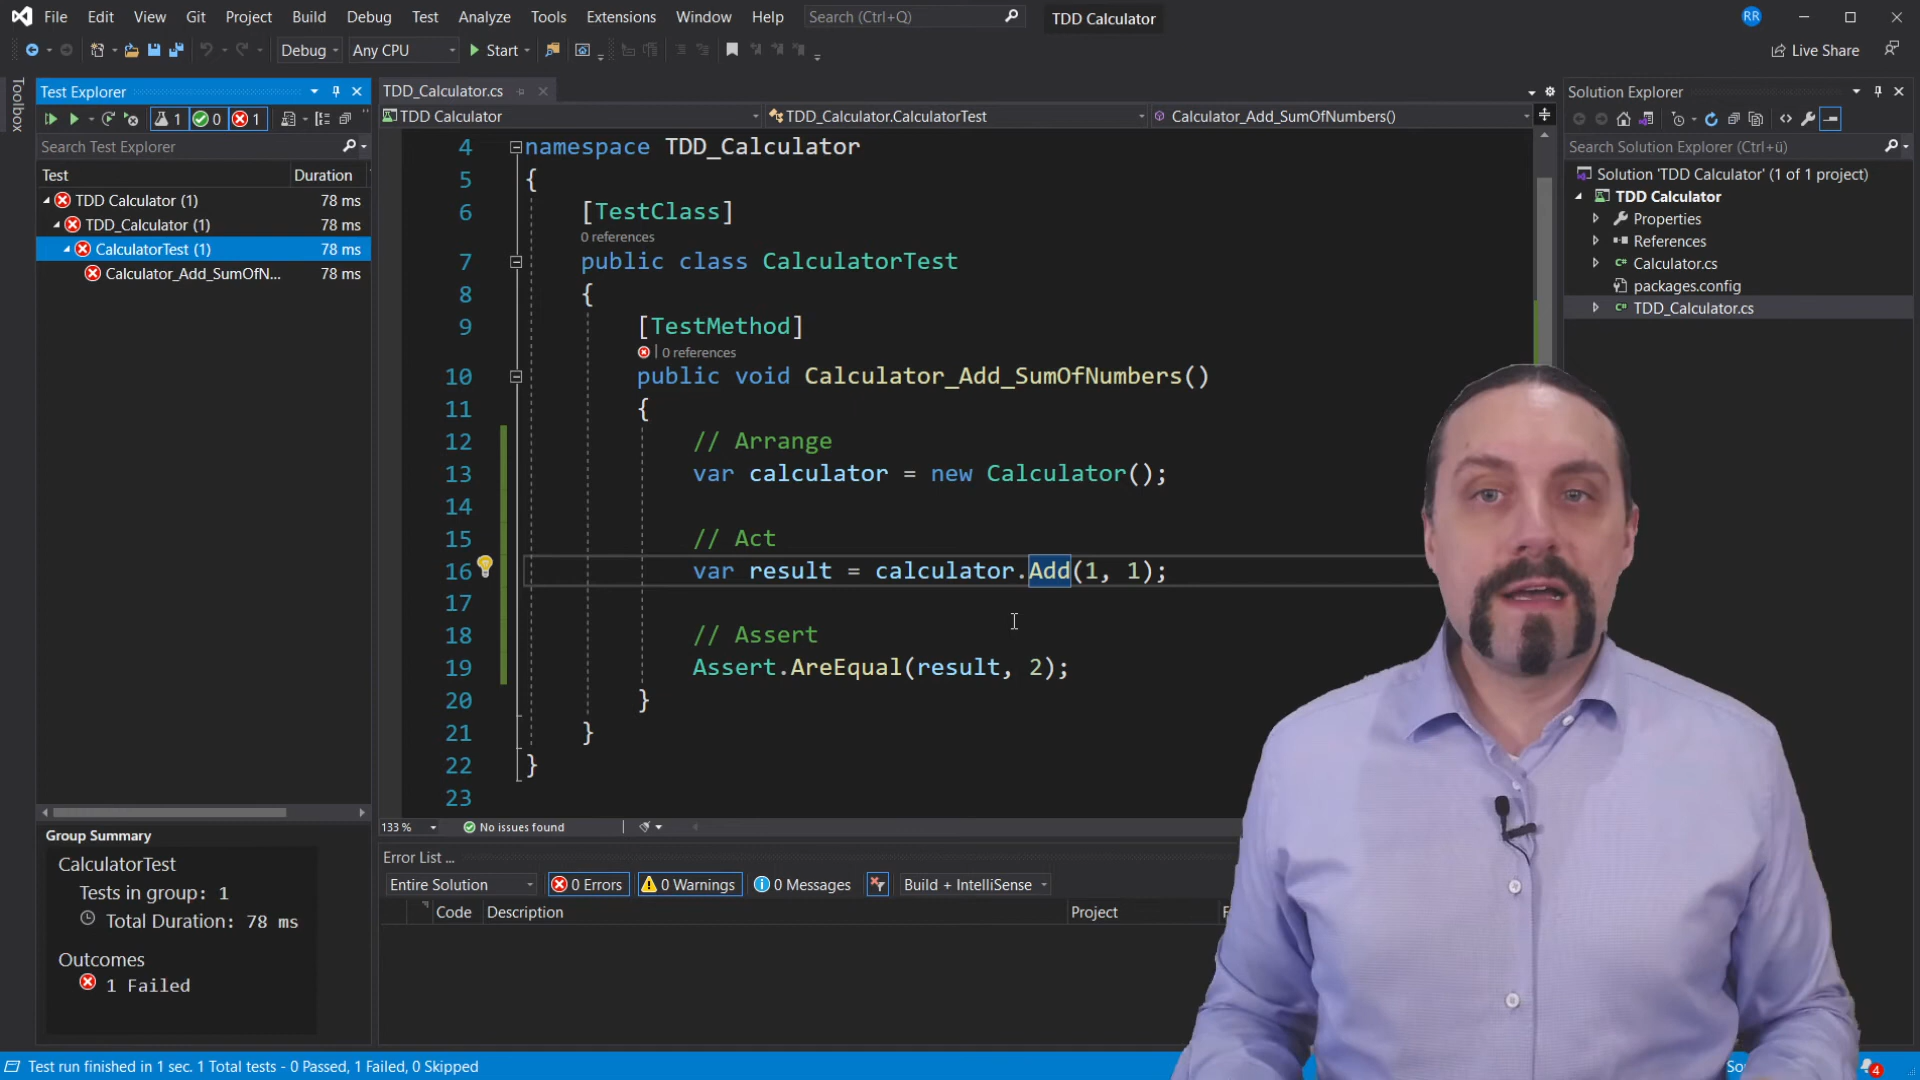 File Edit View Git Project Build Debug Test Analyze Tools Extensions Window Help Search (Ctrl+Q) TDD Calculator RR
Debug Any CPU Start Live Share
Toolbox
Test Explorer
1 0 1
Search Test Explorer
Test Duration
TDD Calculator (1) 78 ms
TDD_Calculator (1) 78 ms
CalculatorTest (1) 78 ms
Calculator_Add_SumOfN... 78 ms
Group Summary
CalculatorTest
Tests in group: 1
Total Duration: 78 ms
Outcomes
1 Failed
TDD_Calculator.cs
TDD Calculator TDD_Calculator.CalculatorTest Calculator_Add_SumOfNumbers()
4 namespace TDD_Calculator
5 {
6 [TestClass]
0 references
7 public class CalculatorTest
8 {
9 [TestMethod]
0 references
10 public void Calculator_Add_SumOfNumbers()
11 {
12 // Arrange
13 var calculator = new Calculator();
14
15 // Act
16 var result = calculator.Add(1, 1);
17
18 // Assert
19 Assert.AreEqual(result, 2);
20 }
21 }
22 }
23
133 % No issues found
Error List ...
Entire Solution 0 Errors 0 Warnings 0 Messages Build + IntelliSense
Code Description Project
Solution Explorer
Search Solution Explorer (Ctrl+ü)
Solution 'TDD Calculator' (1 of 1 project)
TDD Calculator
Properties
References
Calculator.cs
packages.config
TDD_Calculator.cs
Test run finished in 1 sec. 1 Total tests - 0 Passed, 1 Failed, 0 Skipped
4